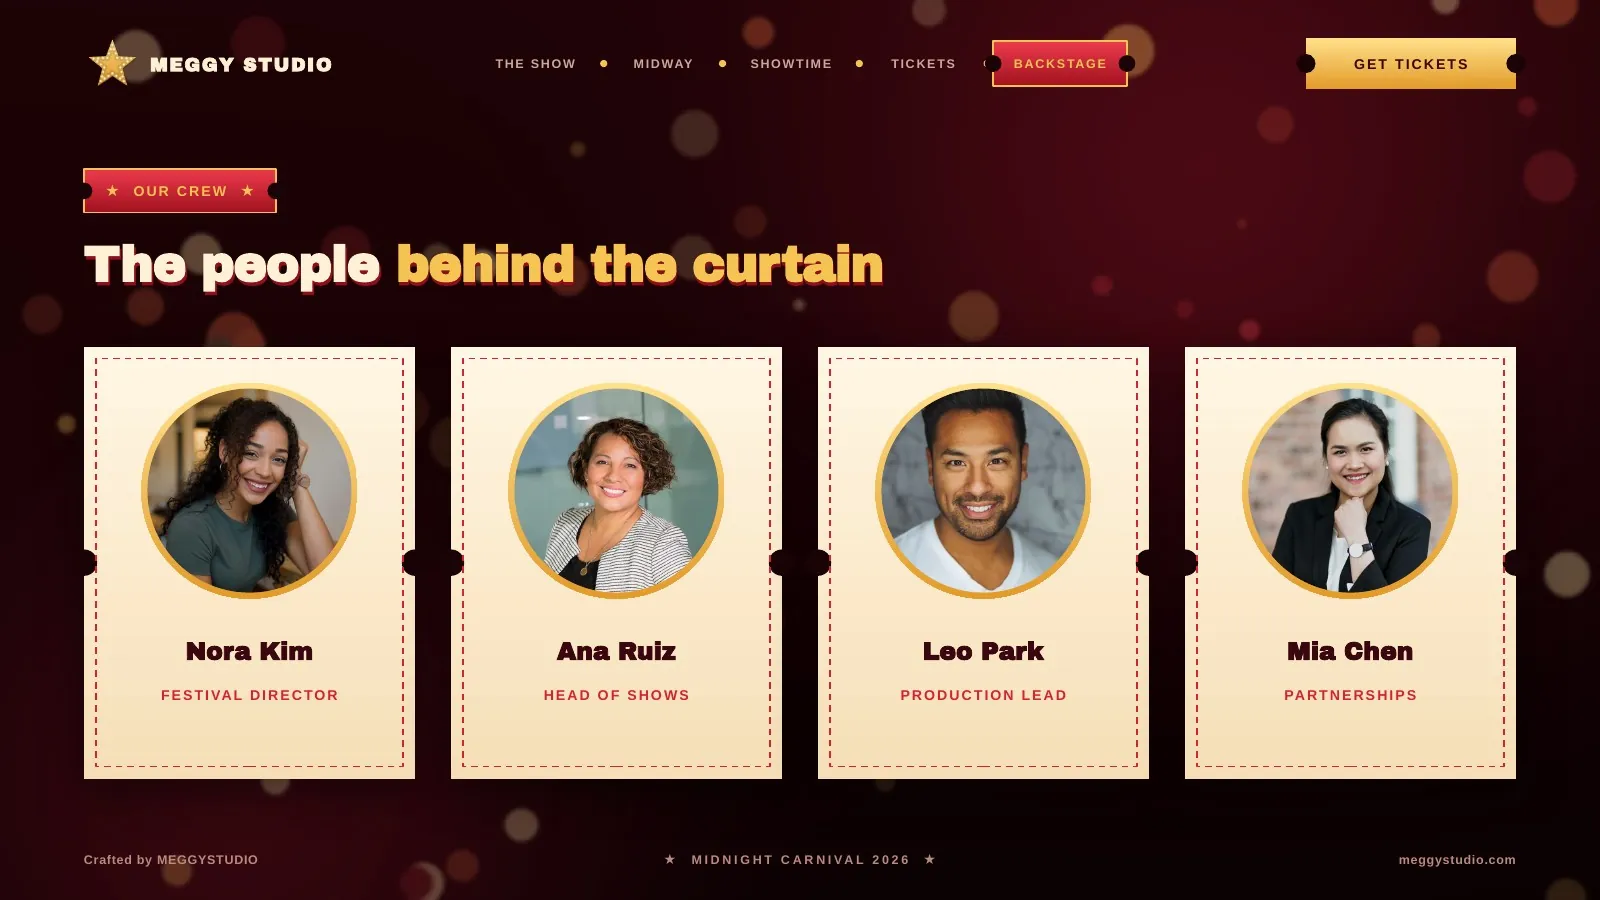 MEGGY STUDIO
THE SHOW
MIDWAY
SHOWTIME
TICKETS
BACKSTAGE
GET TICKETS
★ OUR CREW ★
The people behind the curtain
Nora Kim
FESTIVAL DIRECTOR
Ana Ruiz
HEAD OF SHOWS
Leo Park
PRODUCTION LEAD
Mia Chen
PARTNERSHIPS
Crafted by MEGGYSTUDIO
★ MIDNIGHT CARNIVAL 2026 ★
meggystudio.com